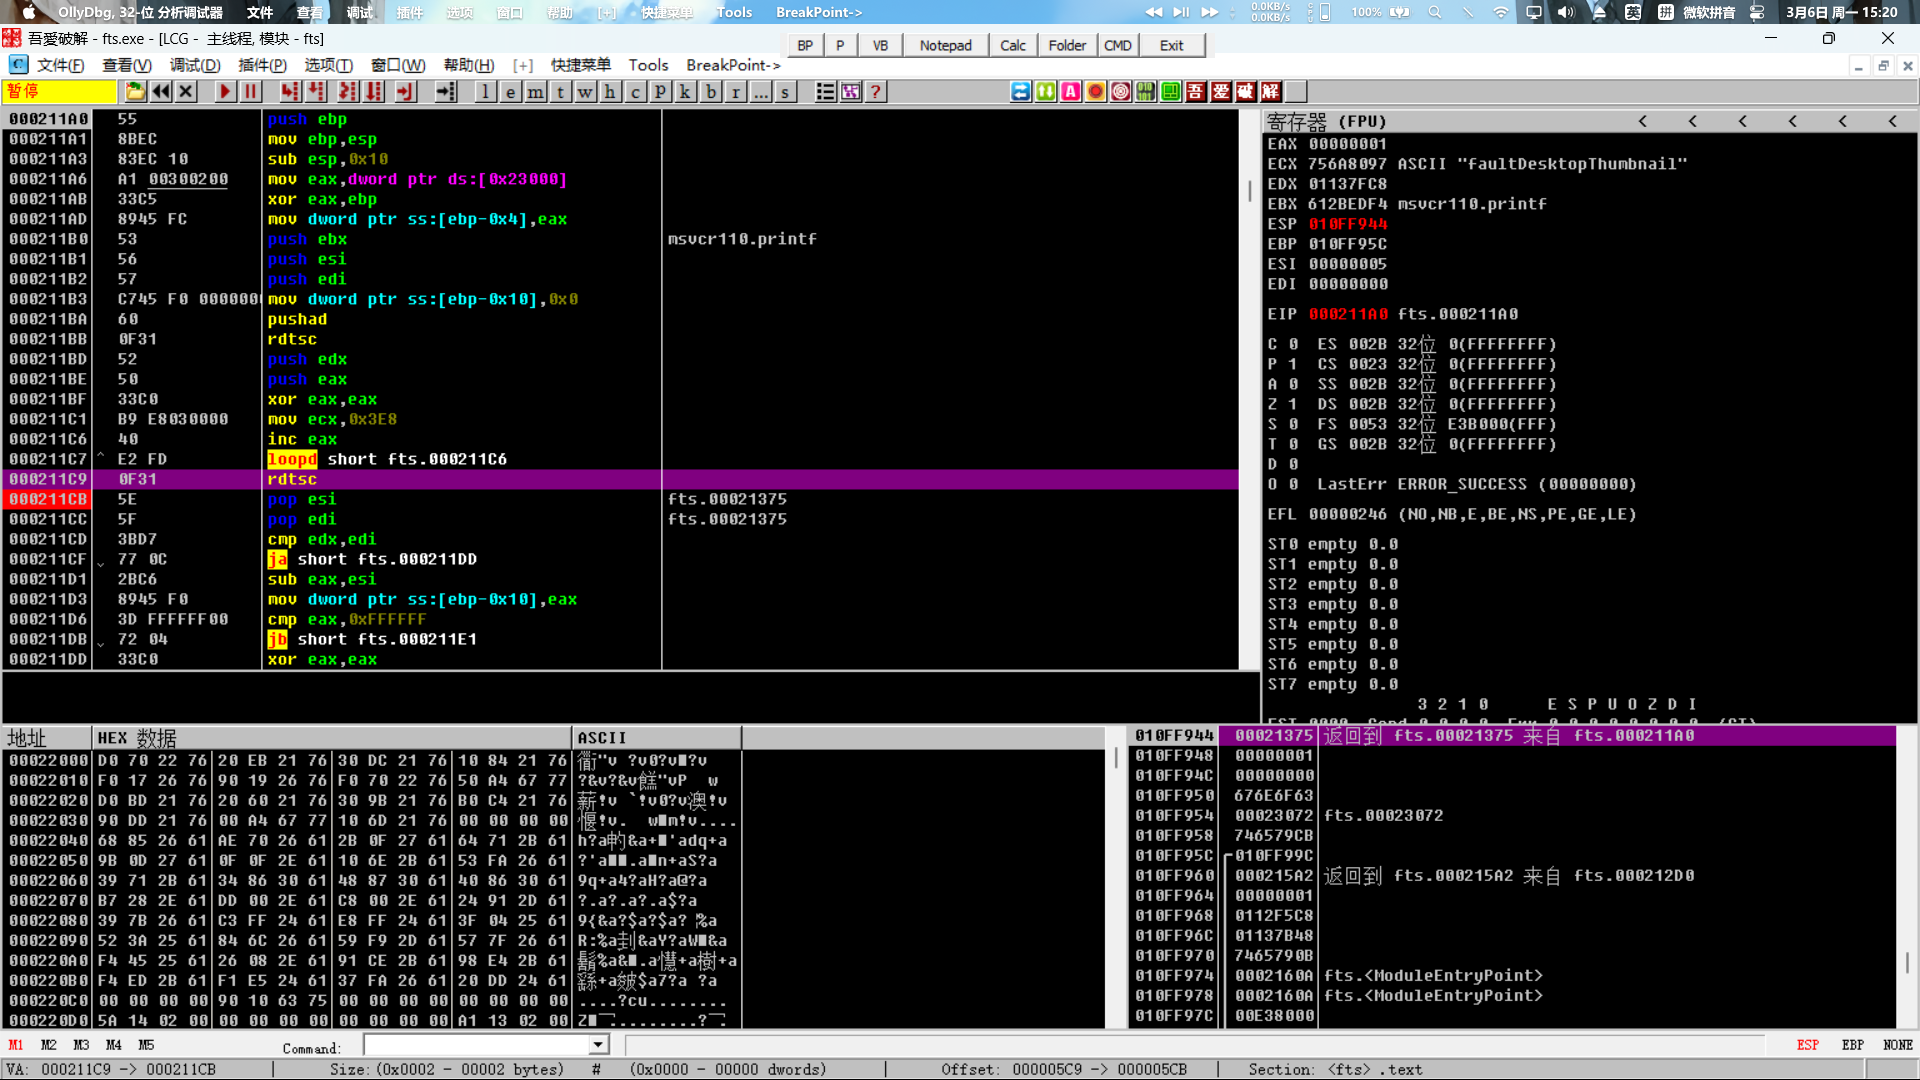 OllyDbg, 32-位 分析调试器 文件 查看 调试 插件 选项 窗口 帮助 [+] 快捷菜单 Tools BreakPoint-> 0.0KB/s 0.0KB/s 100% 英 拼 微软拼音 3月6日 周一 15:20
吾愛破解 - fts.exe - [LCG - 主线程, 模块 - fts]
BP P VB Notepad Calc Folder CMD Exit
C 文件(F) 查看(V) 调试(D) 插件(P) 选项(T) 窗口(W) 帮助(H) [+] 快捷菜单 Tools BreakPoint->
暂停 l e m t w h c P k b r ... s ? 吾 爱 破 解
000211A0 55 push ebp
000211A1 8BEC mov ebp,esp
000211A3 83EC 10 sub esp,0x10
000211A6 A1 00300200 mov eax,dword ptr ds:[0x23000]
000211AB 33C5 xor eax,ebp
000211AD 8945 FC mov dword ptr ss:[ebp-0x4],eax
000211B0 53 push ebx msvcr110.printf
000211B1 56 push esi
000211B2 57 push edi
000211B3 C745 F0 0000000 mov dword ptr ss:[ebp-0x10],0x0
000211BA 60 pushad
000211BB 0F31 rdtsc
000211BD 52 push edx
000211BE 50 push eax
000211BF 33C0 xor eax,eax
000211C1 B9 E8030000 mov ecx,0x3E8
000211C6 40 inc eax
000211C7 ^ E2 FD loopd short fts.000211C6
000211C9 0F31 rdtsc
000211CB 5E pop esi fts.00021375
000211CC 5F pop edi fts.00021375
000211CD 3BD7 cmp edx,edi
000211CF 77 0C ja short fts.000211DD
000211D1 2BC6 sub eax,esi
000211D3 8945 F0 mov dword ptr ss:[ebp-0x10],eax
000211D6 3D FFFFFF00 cmp eax,0xFFFFFF
000211DB 72 04 jb short fts.000211E1
000211DD 33C0 xor eax,eax
寄存器 (FPU) < < < < < <
EAX 00000001
ECX 756A8097 ASCII "faultDesktopThumbnail"
EDX 01137FC8
EBX 612BEDF4 msvcr110.printf
ESP 010FF944
EBP 010FF95C
ESI 00000005
EDI 00000000
EIP 000211A0 fts.000211A0
C 0 ES 002B 32位 0(FFFFFFFF)
P 1 CS 0023 32位 0(FFFFFFFF)
A 0 SS 002B 32位 0(FFFFFFFF)
Z 1 DS 002B 32位 0(FFFFFFFF)
S 0 FS 0053 32位 E3B000(FFF)
T 0 GS 002B 32位 0(FFFFFFFF)
D 0
O 0 LastErr ERROR_SUCCESS (00000000)
EFL 00000246 (NO,NB,E,BE,NS,PE,GE,LE)
ST0 empty 0.0
ST1 empty 0.0
ST2 empty 0.0
ST3 empty 0.0
ST4 empty 0.0
ST5 empty 0.0
ST6 empty 0.0
ST7 empty 0.0
3 2 1 0 E S P U O Z D I
地址 HEX 数据 ASCII
00022000 D0 70 22 76 20 EB 21 76 30 DC 21 76 10 84 21 76
00022010 F0 17 26 76 90 19 26 76 F0 70 22 76 50 A4 67 77
00022020 D0 BD 21 76 20 60 21 76 30 9B 21 76 B0 C4 21 76
00022030 90 DD 21 76 00 A4 67 77 10 6D 21 76 00 00 00 00
00022040 68 85 26 61 AE 70 26 61 2B 0F 27 61 64 71 2B 61
00022050 9B 0D 27 61 0F 0F 2E 61 10 6E 2B 61 53 FA 26 61
00022060 39 71 2B 61 34 86 30 61 48 87 30 61 40 86 30 61 9q+a4?aH?a@?a
00022070 B7 28 2E 61 DD 00 2E 61 C8 00 2E 61 24 91 2D 61 ?.a?.a?.a$?a
00022080 39 7B 26 61 C3 FF 24 61 E8 FF 24 61 3F 04 25 61
00022090 52 3A 25 61 84 6C 26 61 59 F9 2D 61 57 7F 26 61
000220A0 F4 45 25 61 26 08 2E 61 91 CE 2B 61 98 E4 2B 61
000220B0 F4 ED 2B 61 F1 E5 24 61 37 FA 26 61 20 DD 24 61
000220C0 00 00 00 00 90 10 63 75 00 00 00 00 00 00 00 00 ....?cu........
000220D0 5A 14 02 00 00 00 00 00 00 00 00 00 A1 13 02 00
010FF944 00021375 返回到 fts.00021375 来自 fts.000211A0
010FF948 00000001
010FF94C 00000000
010FF950 676E6F63
010FF954 00023072 fts.00023072
010FF958 746579CB
010FF95C 010FF99C
010FF960 000215A2 返回到 fts.000215A2 来自 fts.000212D0
010FF964 00000001
010FF968 0112F5C8
010FF96C 01137B48
010FF970 7465790B
010FF974 0002160A fts.<ModuleEntryPoint>
010FF978 0002160A fts.<ModuleEntryPoint>
010FF97C 00E38000
M1 M2 M3 M4 M5 Command: ESP EBP NONE
VA: 000211C9 -> 000211CB Size:(0x0002 - 00002 bytes) # (0x0000 - 00000 dwords) Offset: 000005C9 -> 000005CB Section: <fts> .text